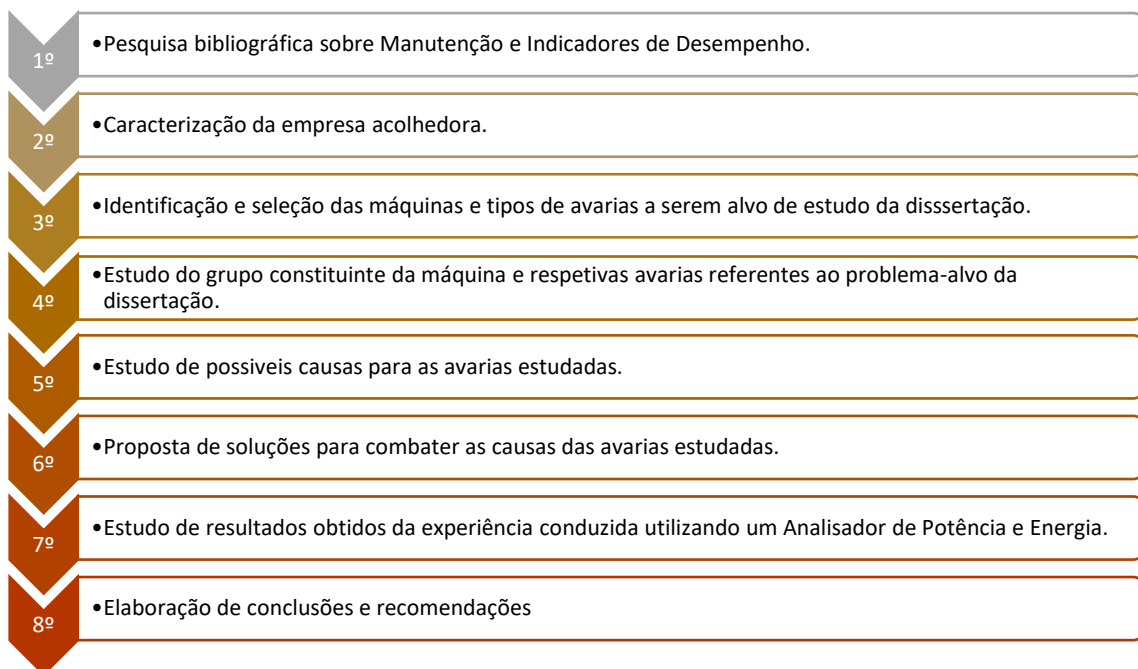 1º
•Pesquisa bibliográfica sobre Manutenção e Indicadores de Desempenho.
2º
•Caracterização da empresa acolhedora.
3º
•Identificação e seleção das máquinas e tipos de avarias a serem alvo de estudo da disssertação.
4º
•Estudo do grupo constituinte da máquina e respetivas avarias referentes ao problema-alvo da
dissertação.
5º
•Estudo de possiveis causas para as avarias estudadas.
6º
•Proposta de soluções para combater as causas das avarias estudadas.
7º
•Estudo de resultados obtidos da experiência conduzida utilizando um Analisador de Potência e Energia.
8º
•Elaboração de conclusões e recomendações